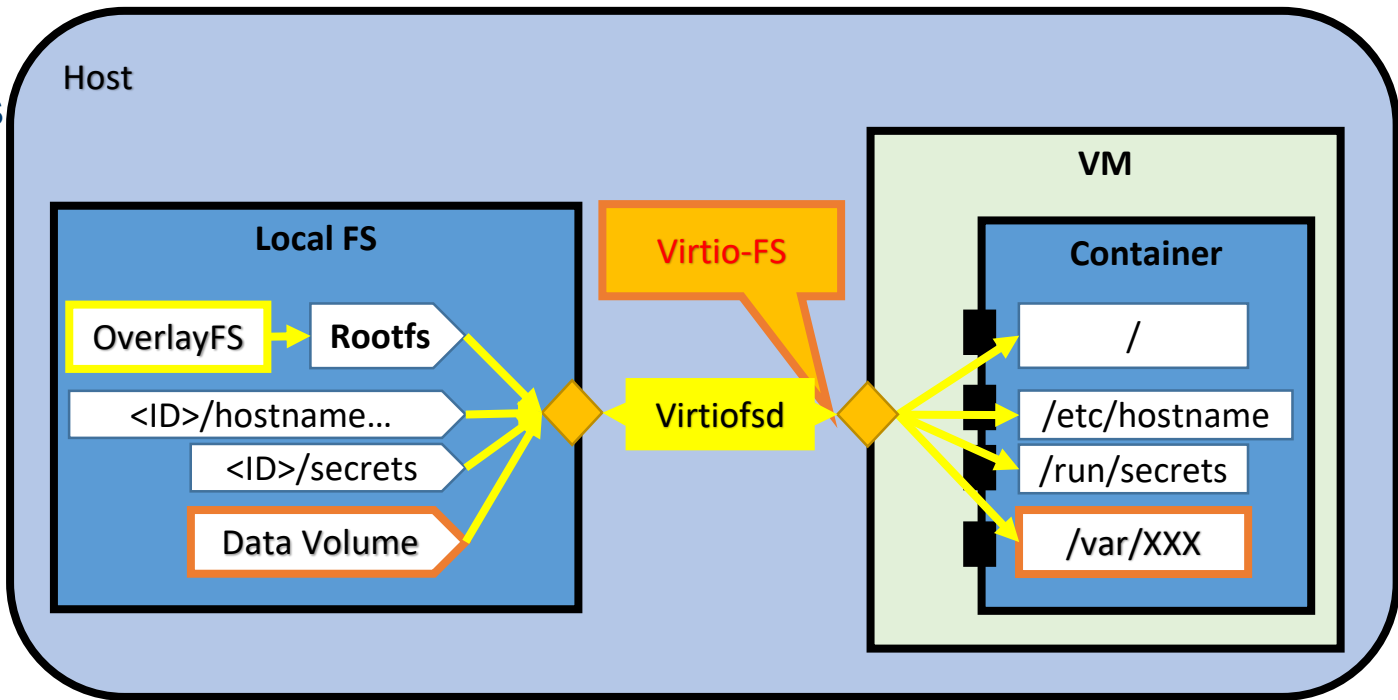 Host
s
VM
Local FS
Virtio-FS
Container
OverlayFS
Rootfs
/
<ID>/hostname…
Virtiofsd
/etc/hostname
<ID>/secrets
/run/secrets
Data Volume
/var/XXX